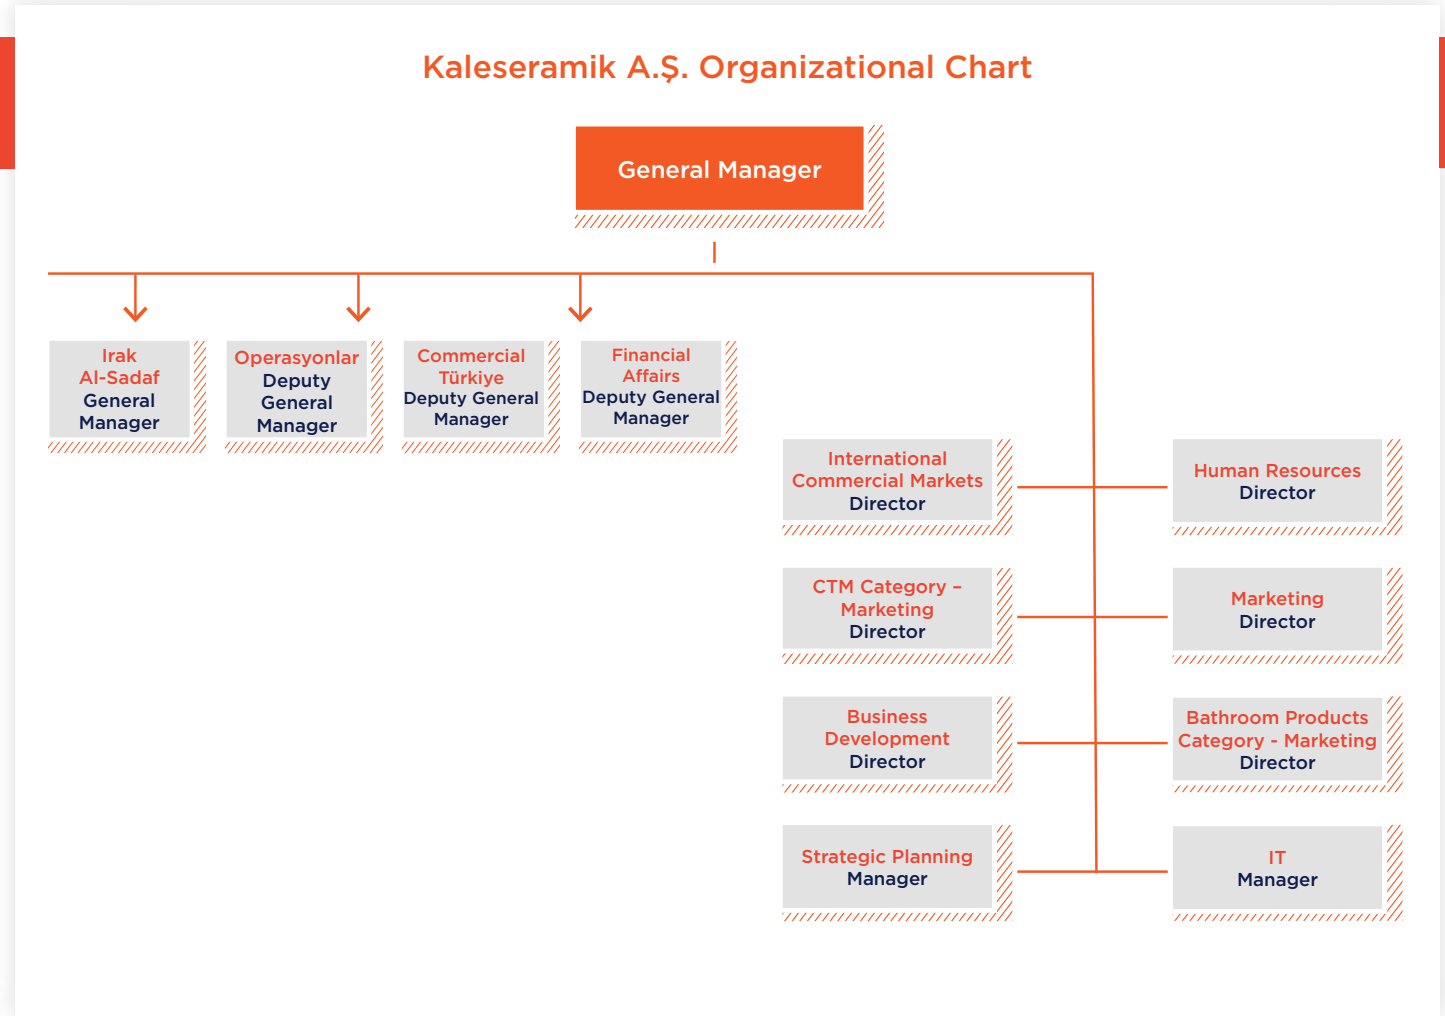 Kaleseramik A.Ş. Organizational Chart
General Manager
Irak
Al-Sadaf
General
Manager
Operasyonlar
Deputy
General
Manager
Commercial
Türkiye
Deputy General
Manager
Financial
Affairs
Deputy General
Manager
International
Commercial Markets
Director
Human Resources
Director
CTM Category –
Marketing
Director
Marketing
Director
Business
Development
Director
Bathroom Products
Category - Marketing
Director
Strategic Planning
Manager
IT
Manager